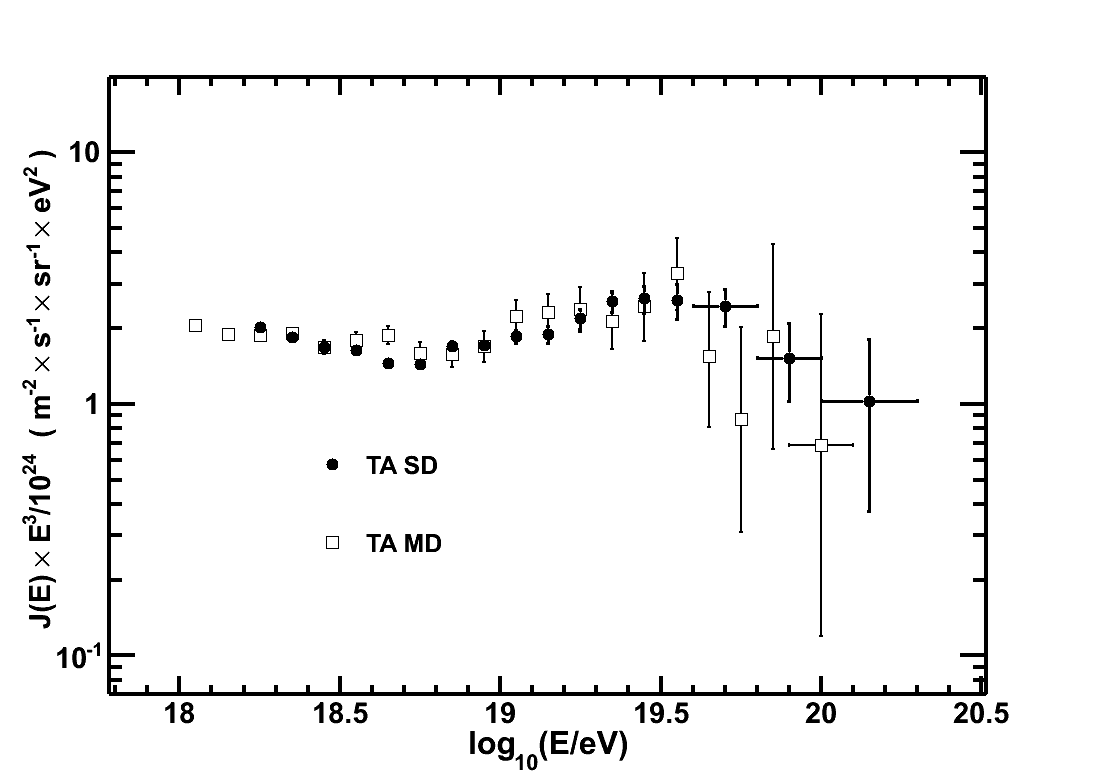 J(E) × E³/10²⁴ ( m⁻² × s⁻¹ × sr⁻¹ × eV² )
10
1
10⁻¹
TA SD
TA MD
18 18.5 19 19.5 20 20.5
log₁₀(E/eV)